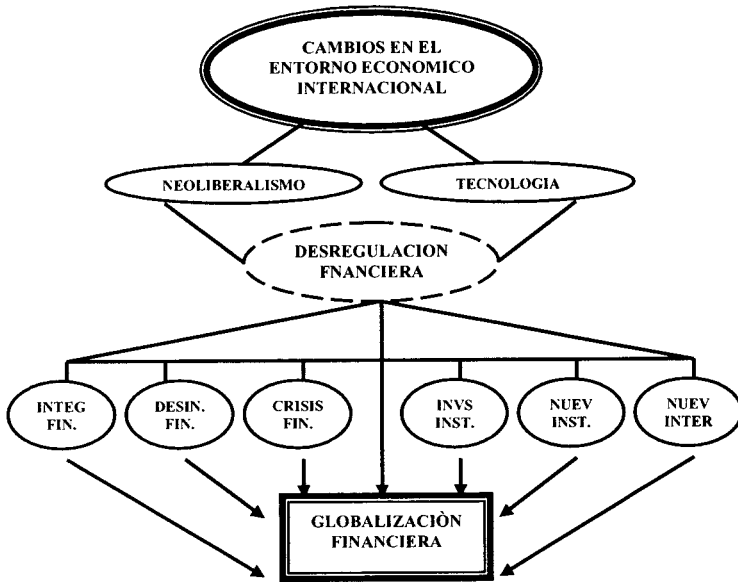 CAMBIOS EN EL
ENTORNO ECONOMICO
INTERNACIONAL
NEOLIBERALISMO
TECNOLOGIA
DESREGULACION
FNANCIERA
INTEG
FIN.
DESIN.
FIN.
CRISIS
FIN.
INVS
INST.
NUEV
INST.
NUEV
INTER
GLOBALIZACIÒN
FINANCIERA